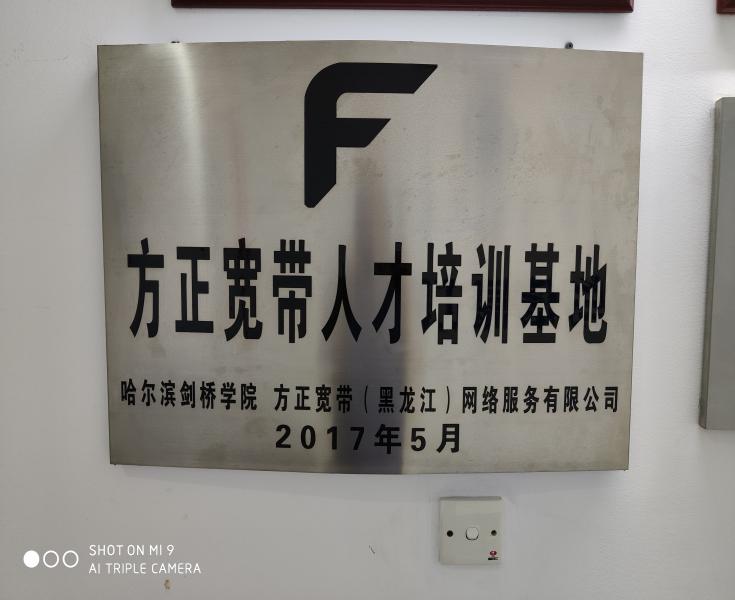 F
方正宽带人才培训基地
哈尔滨剑桥学院 方正宽带（黑龙江）网络服务有限公司
2017年5月
SHOT ON MI 9
AI TRIPLE CAMERA